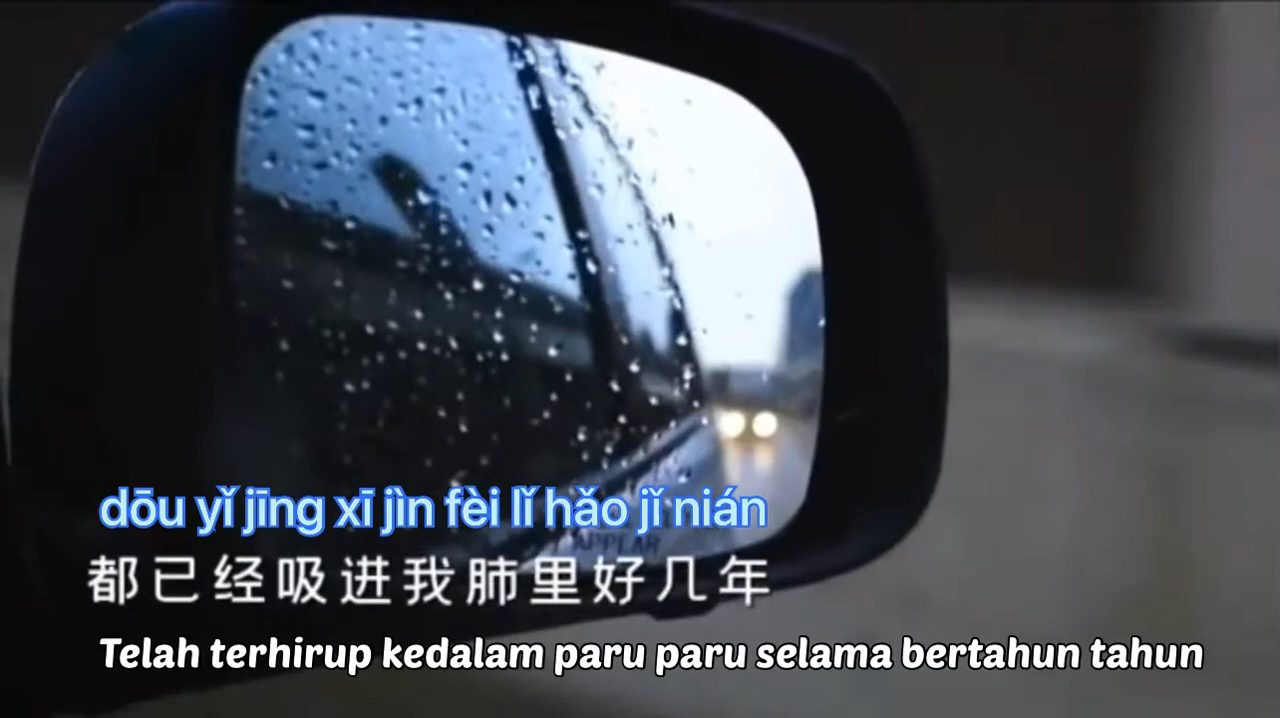 dōu yǐ jīng xī jìn fèi lǐ hǎo jǐ nián
都已经吸进我肺里好几年
Telah terhirup kedalam paru paru selama bertahun tahun
APPEAR